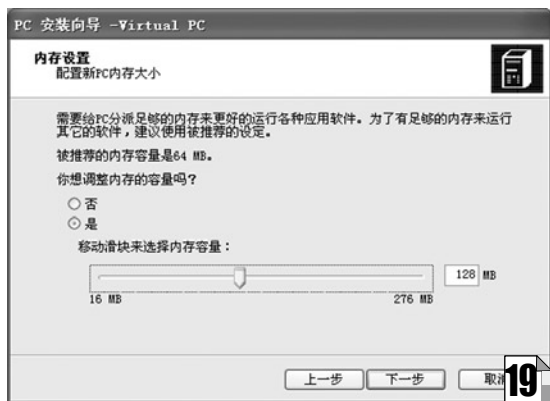 PC 安装向导 -Virtual PC
内存设置
配置新PC内存大小
需要给PC分派足够的内存来更好的运行各种应用软件。为了有足够的内存来运行
其它的软件，建议使用被推荐的设定。
被推荐的内存容量是64 MB。
你想调整内存的容量吗?
否
是
移动滑块来选择内存容量：
128 MB
16 MB 276 MB
上一步 下一步 取
19